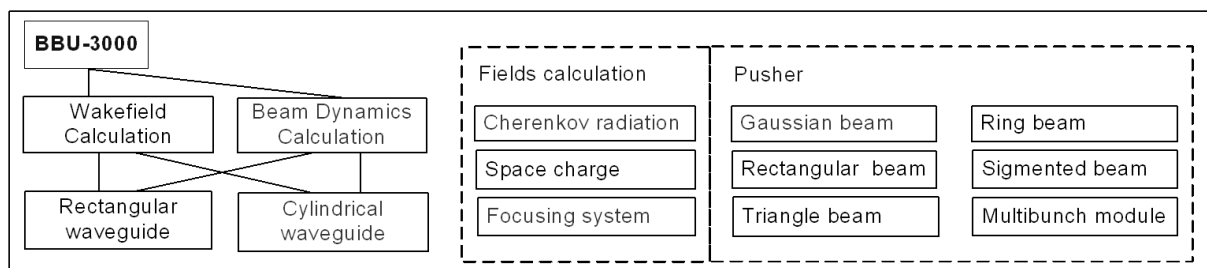 BBU-3000
Wakefield
Calculation
Beam Dynamics
Calculation
Rectangular
waveguide
Cylindrical
waveguide
Fields calculation
Cherenkov radiation
Space charge
Focusing system
Pusher
Gaussian beam
Rectangular beam
Triangle beam
Ring beam
Sigmented beam
Multibunch module